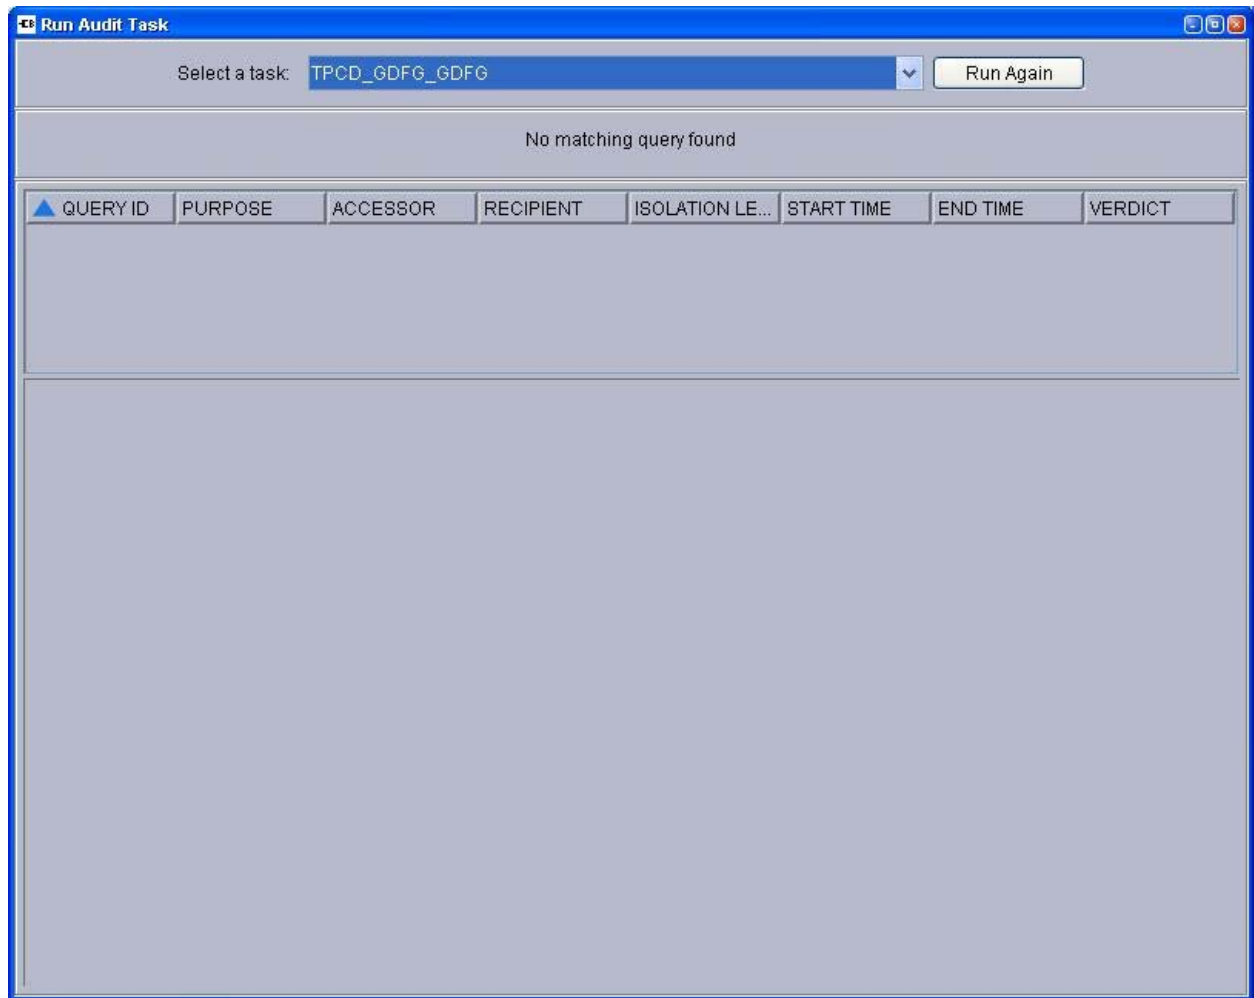 Run Audit Task
Select a task: TPCD_GDFG_GDFG Run Again
No matching query found
QUERY ID PURPOSE ACCESSOR RECIPIENT ISOLATION LE... START TIME END TIME VERDICT